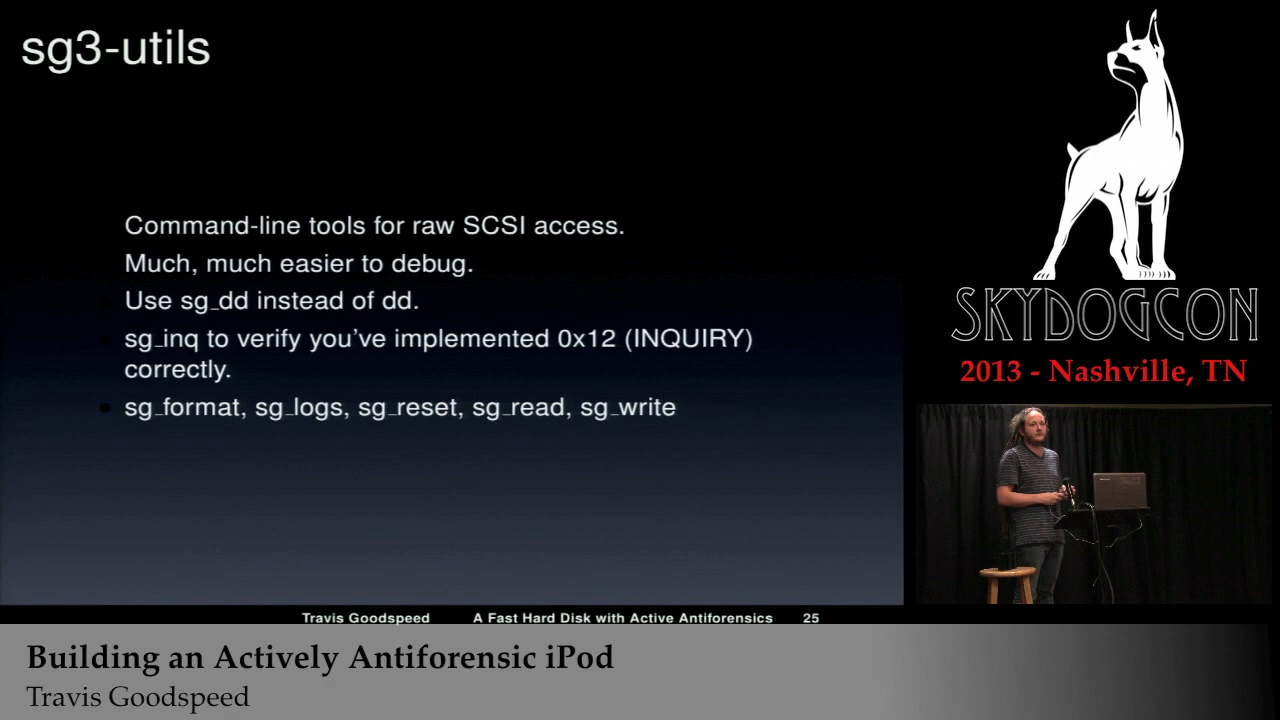 sg3-utils
Command-line tools for raw SCSI access.
Much, much easier to debug.
Use sg_dd instead of dd.
sg_inq to verify you've implemented 0x12 (INQUIRY)
correctly.
sg_format, sg_logs, sg_reset, sg_read, sg_write
Travis Goodspeed A Fast Hard Disk with Active Antiforensics 25
SKYDOGCON
2013 - Nashville, TN
Building an Actively Antiforensic iPod
Travis Goodspeed